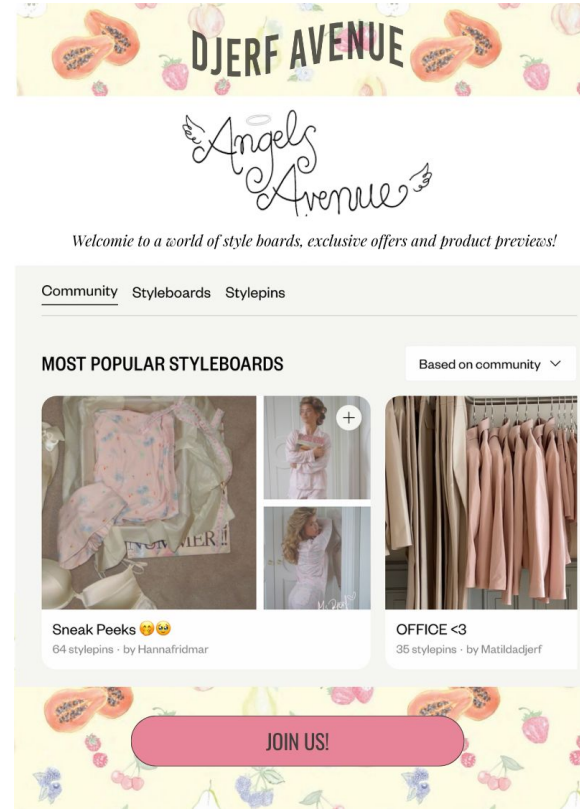 DJERF AVENUE
Angels
Avenue
Welcomie to a world of style boards, exclusive offers and product previews!
Community Styleboards Stylepins
MOST POPULAR STYLEBOARDS
Based on community
Sneak Peeks 🤭🥹
64 stylepins · by Hannafridmar
OFFICE <3
35 stylepins · by Matildadjerf
JOIN US!